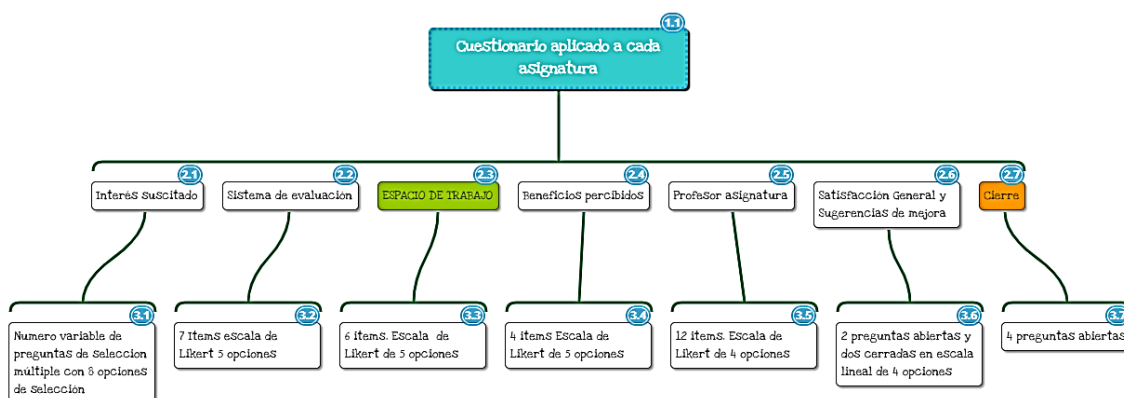 1.1
Cuestionario aplicado a cada
asignatura
2.1
Interés suscitado
2.2
Sistema de evaluación
2.3
ESPACIO DE TRABAJO
2.4
Beneficios percibidos
2.5
Profesor asignatura
2.6
Satisfacción General y
Sugerencias de mejora
2.7
Cierre
3.1
Numero variable de
preguntas de seleccion
múltiple con 8 opciones
de selección
3.2
7 Items escala de
Likert 5 opciones
3.3
6 items. Escala de
Likert de 5 opciones
3.4
4 items Escala de
Likert de 5 opciones
3.5
12 items. Escala de
Likert de 4 opciones
3.6
2 preguntas abiertas y
dos cerradas en escala
lineal de 4 opciones
3.7
4 preguntas abiertas